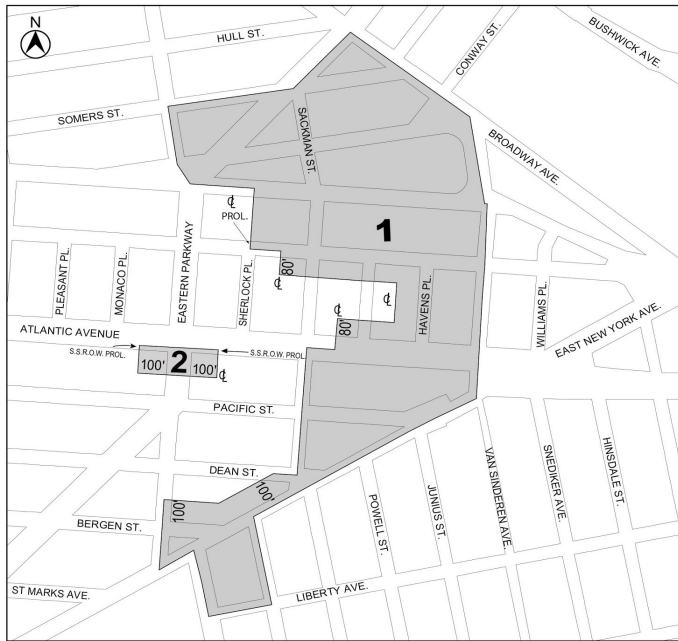 N
HULL ST.
BUSHWICK AVE.
CONWAY ST.
SOMERS ST.
SACKMAN ST.
BROADWAY AVE.
℄
PROL.
1
80'
℄
℄
℄
PLEASANT PL.
MONACO PL.
EASTERN PARKWAY
SHERLOCK PL.
HAVENS PL.
WILLIAMS PL.
80'
EAST NEW YORK AVE.
ATLANTIC AVENUE
S.S.R.O.W. PROL.
S.S.R.O.W. PROL
2
100'
100'
℄
PACIFIC ST.
DEAN ST.
100'
100'
BERGEN ST.
POWELL ST.
JUNIUS ST.
VAN SINDEREN AVE.
SNEDIKER AVE.
HINSDALE ST.
ST MARKS AVE.
LIBERTY AVE.